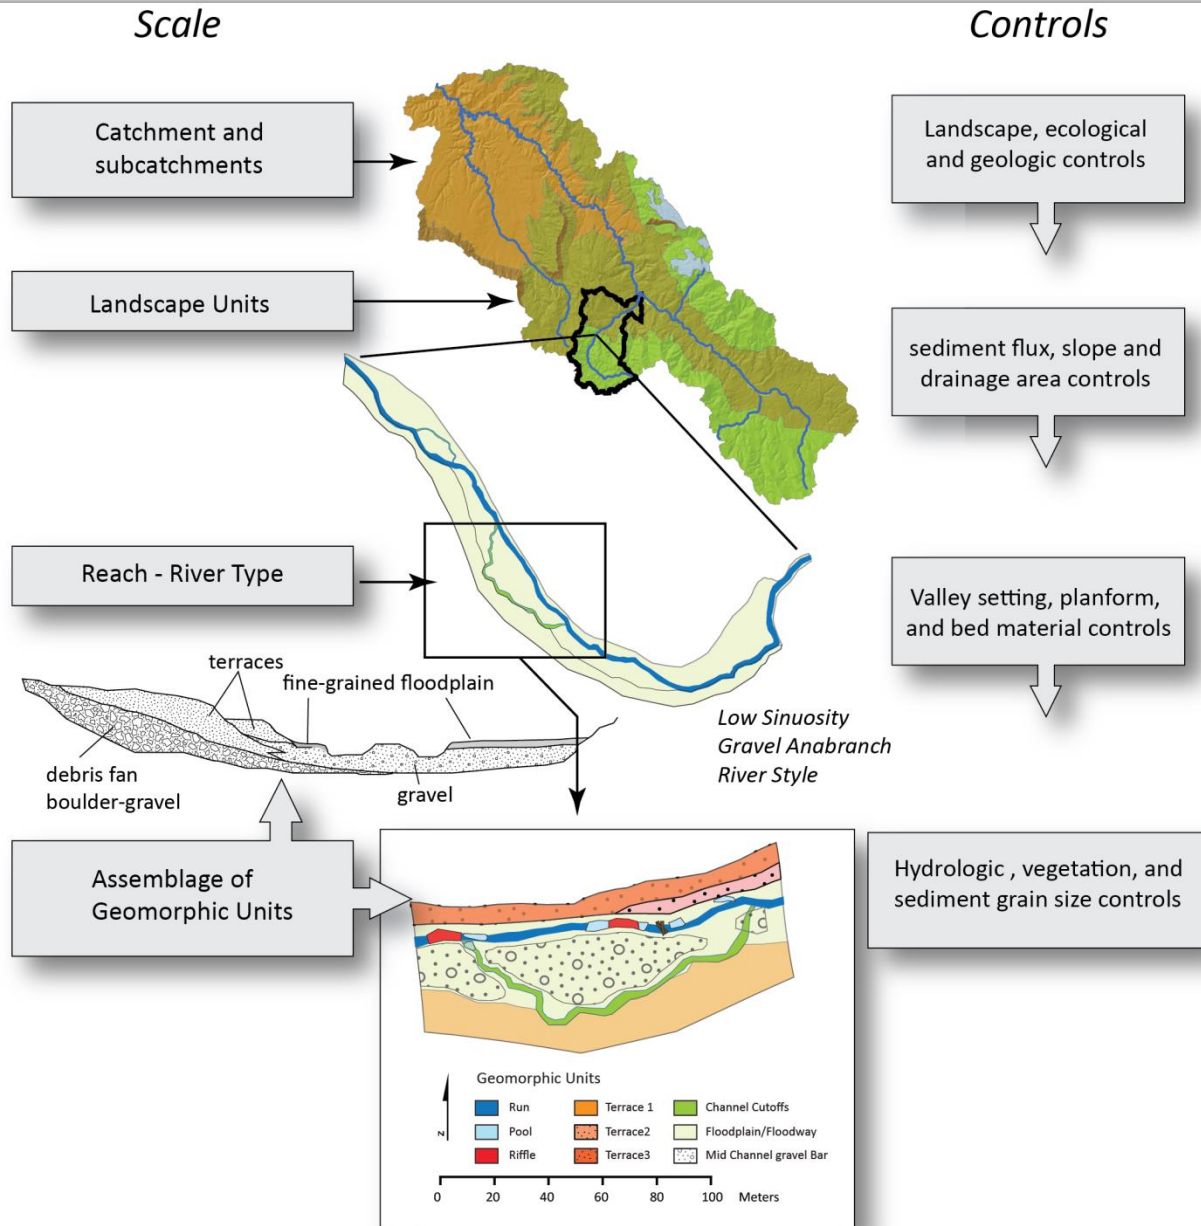 Scale
Controls
Catchment and
subcatchments
Landscape, ecological
and geologic controls
Landscape Units
sediment flux, slope and
drainage area controls
Reach - River Type
Valley setting, planform,
and bed material controls
terraces
fine-grained floodplain
debris fan
boulder-gravel
gravel
Low Sinuosity
Gravel Anabranch
River Style
Assemblage of
Geomorphic Units
Hydrologic , vegetation, and
sediment grain size controls
Geomorphic Units
N
Run
Terrace 1
Channel Cutoffs
Pool
Terrace2
Floodplain/Floodway
Riffle
Terrace3
Mid Channel gravel Bar
0 20 40 60 80 100 Meters